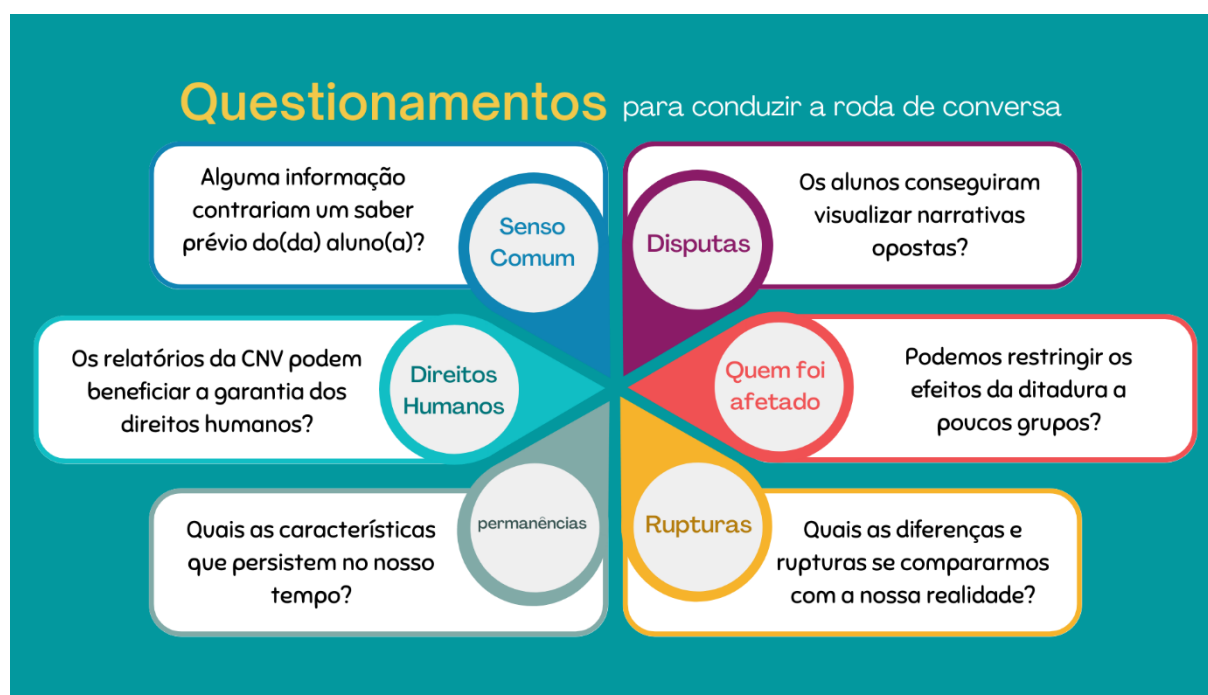 Questionamentos para conduzir a roda de conversa
Alguma informação
contrariam um saber
prévio do(da) aluno(a)?
Senso
Comum
Disputas
Os alunos conseguiram
visualizar narrativas
opostas?
Os relatórios da CNV podem
beneficiar a garantia dos
direitos humanos?
Direitos
Humanos
Quem foi
afetado
Podemos restringir os
efeitos da ditadura a
poucos grupos?
Quais as características
que persistem no nosso
tempo?
permanências
Rupturas
Quais as diferenças e
rupturas se compararmos
com a nossa realidade?